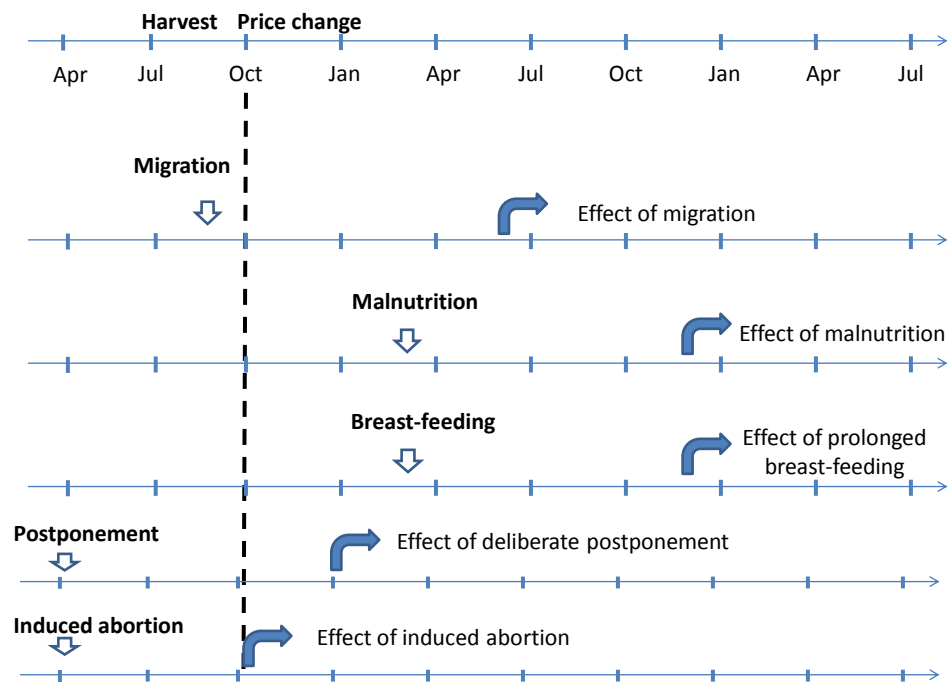 Harvest Price change
Apr Jul Oct Jan Apr Jul Oct Jan Apr Jul
Migration
Effect of migration
Malnutrition
Effect of malnutrition
Breast-feeding
Effect of prolonged
breast-feeding
Postponement
Effect of deliberate postponement
Induced abortion
Effect of induced abortion